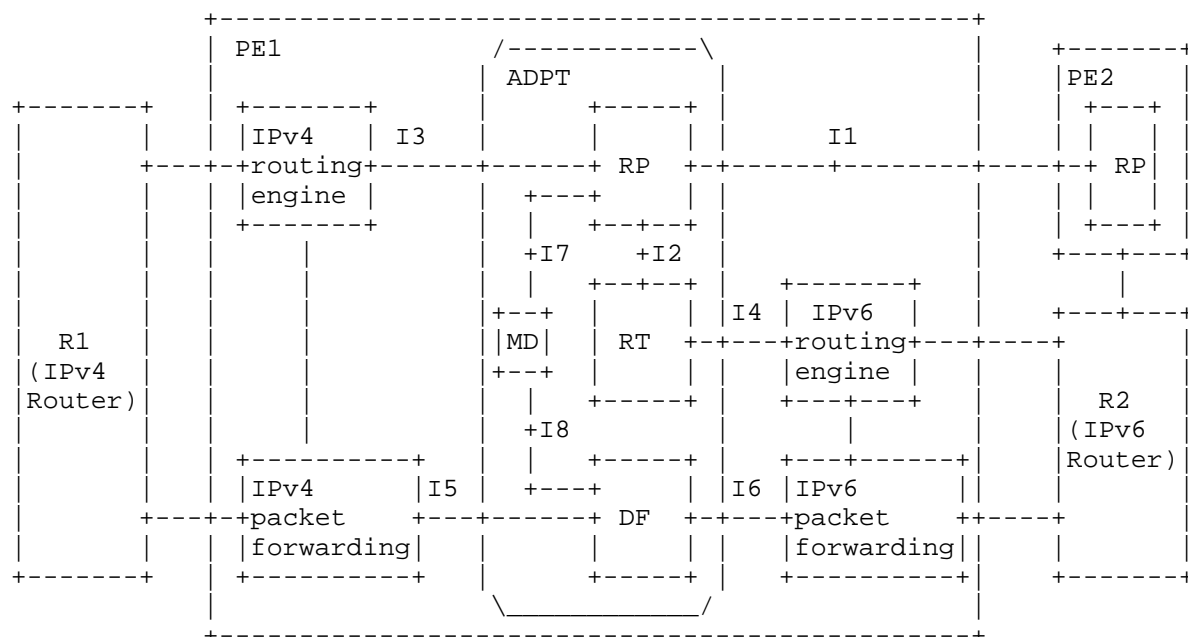 PE1
ADPT
PE2
IPv4 I3 I1
routing RP RP
engine
I7 I2
I4 IPv6
R1 MD RT routing
(IPv4 engine
Router) R2
I8 (IPv6
Router)
IPv4 I5 I6 IPv6
packet DF packet
forwarding forwarding